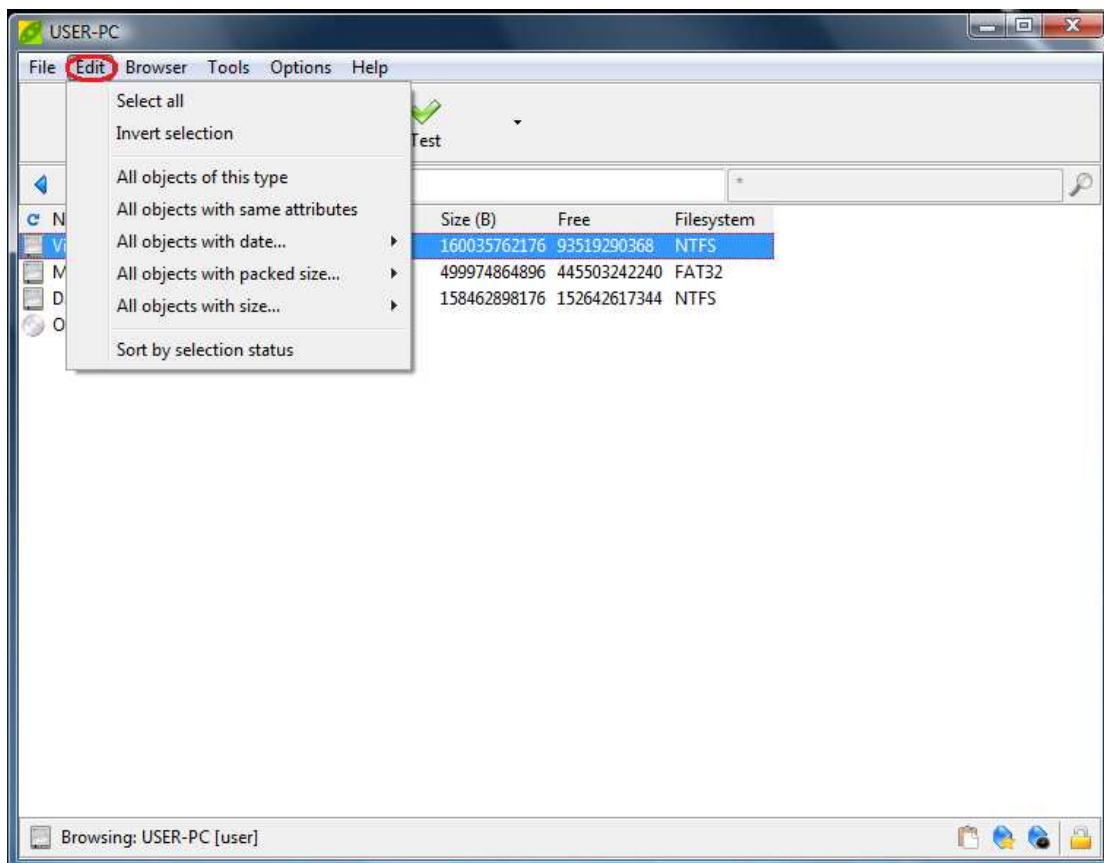 USER-PC
File Edit Browser Tools Options Help
Select all
Invert selection
All objects of this type
All objects with same attributes
All objects with date...
All objects with packed size...
All objects with size...
Sort by selection status
Test
*
N Size (B) Free Filesystem
Vi 160035762176 93519290368 NTFS
M 499974864896 445503242240 FAT32
D 158462898176 152642617344 NTFS
O
Browsing: USER-PC [user]